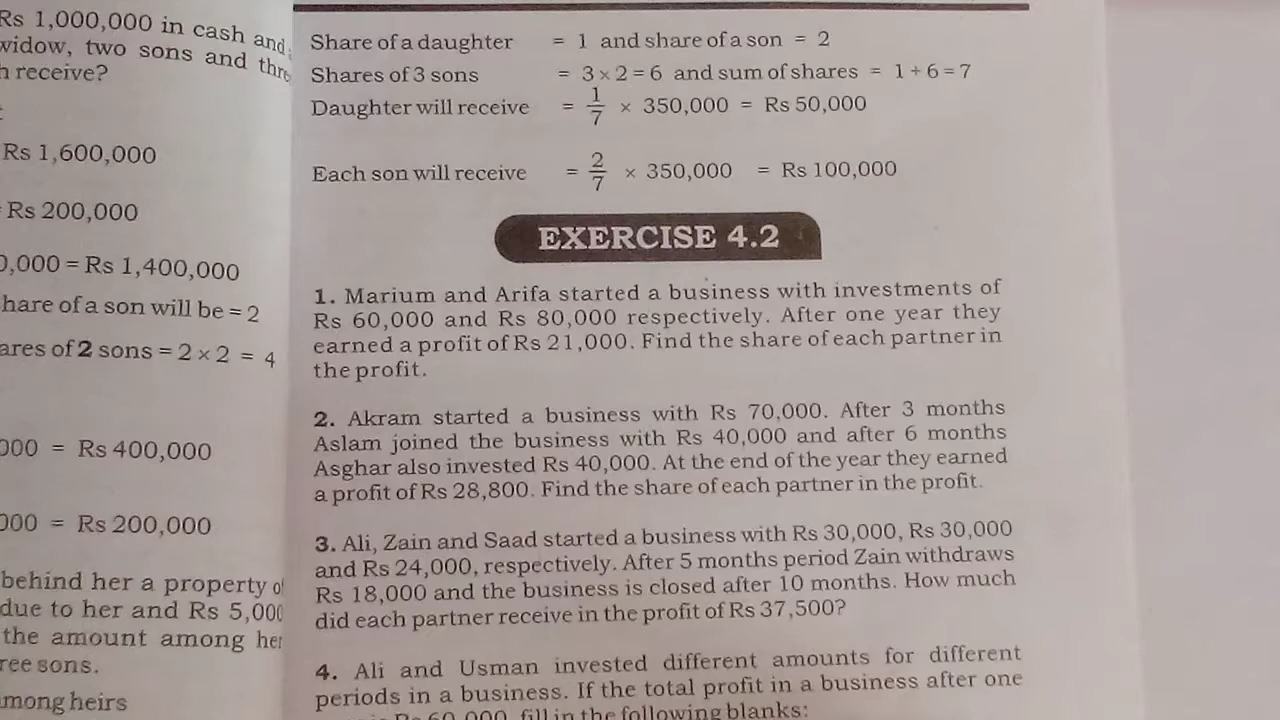 Rs 1,000,000 in cash and
widow, two sons and
receive?
Rs 1,600,000
Rs 200,000
= Rs 1,400,000
share of a son will be = 2
of 2 sons = 2 × 2 = 4
= Rs 400,000
= Rs 200,000
behind her a property
due to her and Rs
the amount among her
sons.
among heirs
Share of a daughter = 1 and share of a son = 2
Shares of 3 sons = 3 × 2 = 6 and sum of shares = 1 + 6 = 7
Daughter will receive = 1/7 × 350,000 = Rs 50,000
Each son will receive = 2/7 × 350,000 = Rs 100,000
EXERCISE 4.2
1. Marium and Arifa started a business with investments of
Rs 60,000 and Rs 80,000 respectively. After one year they
earned a profit of Rs 21,000. Find the share of each partner in
the profit.
2. Akram started a business with Rs 70,000. After 3 months
Aslam joined the business with Rs 40,000 and after 6 months
Asghar also invested Rs 40,000. At the end of the year they earned
a profit of Rs 28,800. Find the share of each partner in the profit.
3. Ali, Zain and Saad started a business with Rs 30,000, Rs 30,000
and Rs 24,000, respectively. After 5 months period Zain withdraws
Rs 18,000 and the business is closed after 10 months. How much
did each partner receive in the profit of Rs 37,500?
4. Ali and Usman invested different amounts for different
periods in a business. If the total profit in a business after one
Rs 60,000, fill in the following blanks: